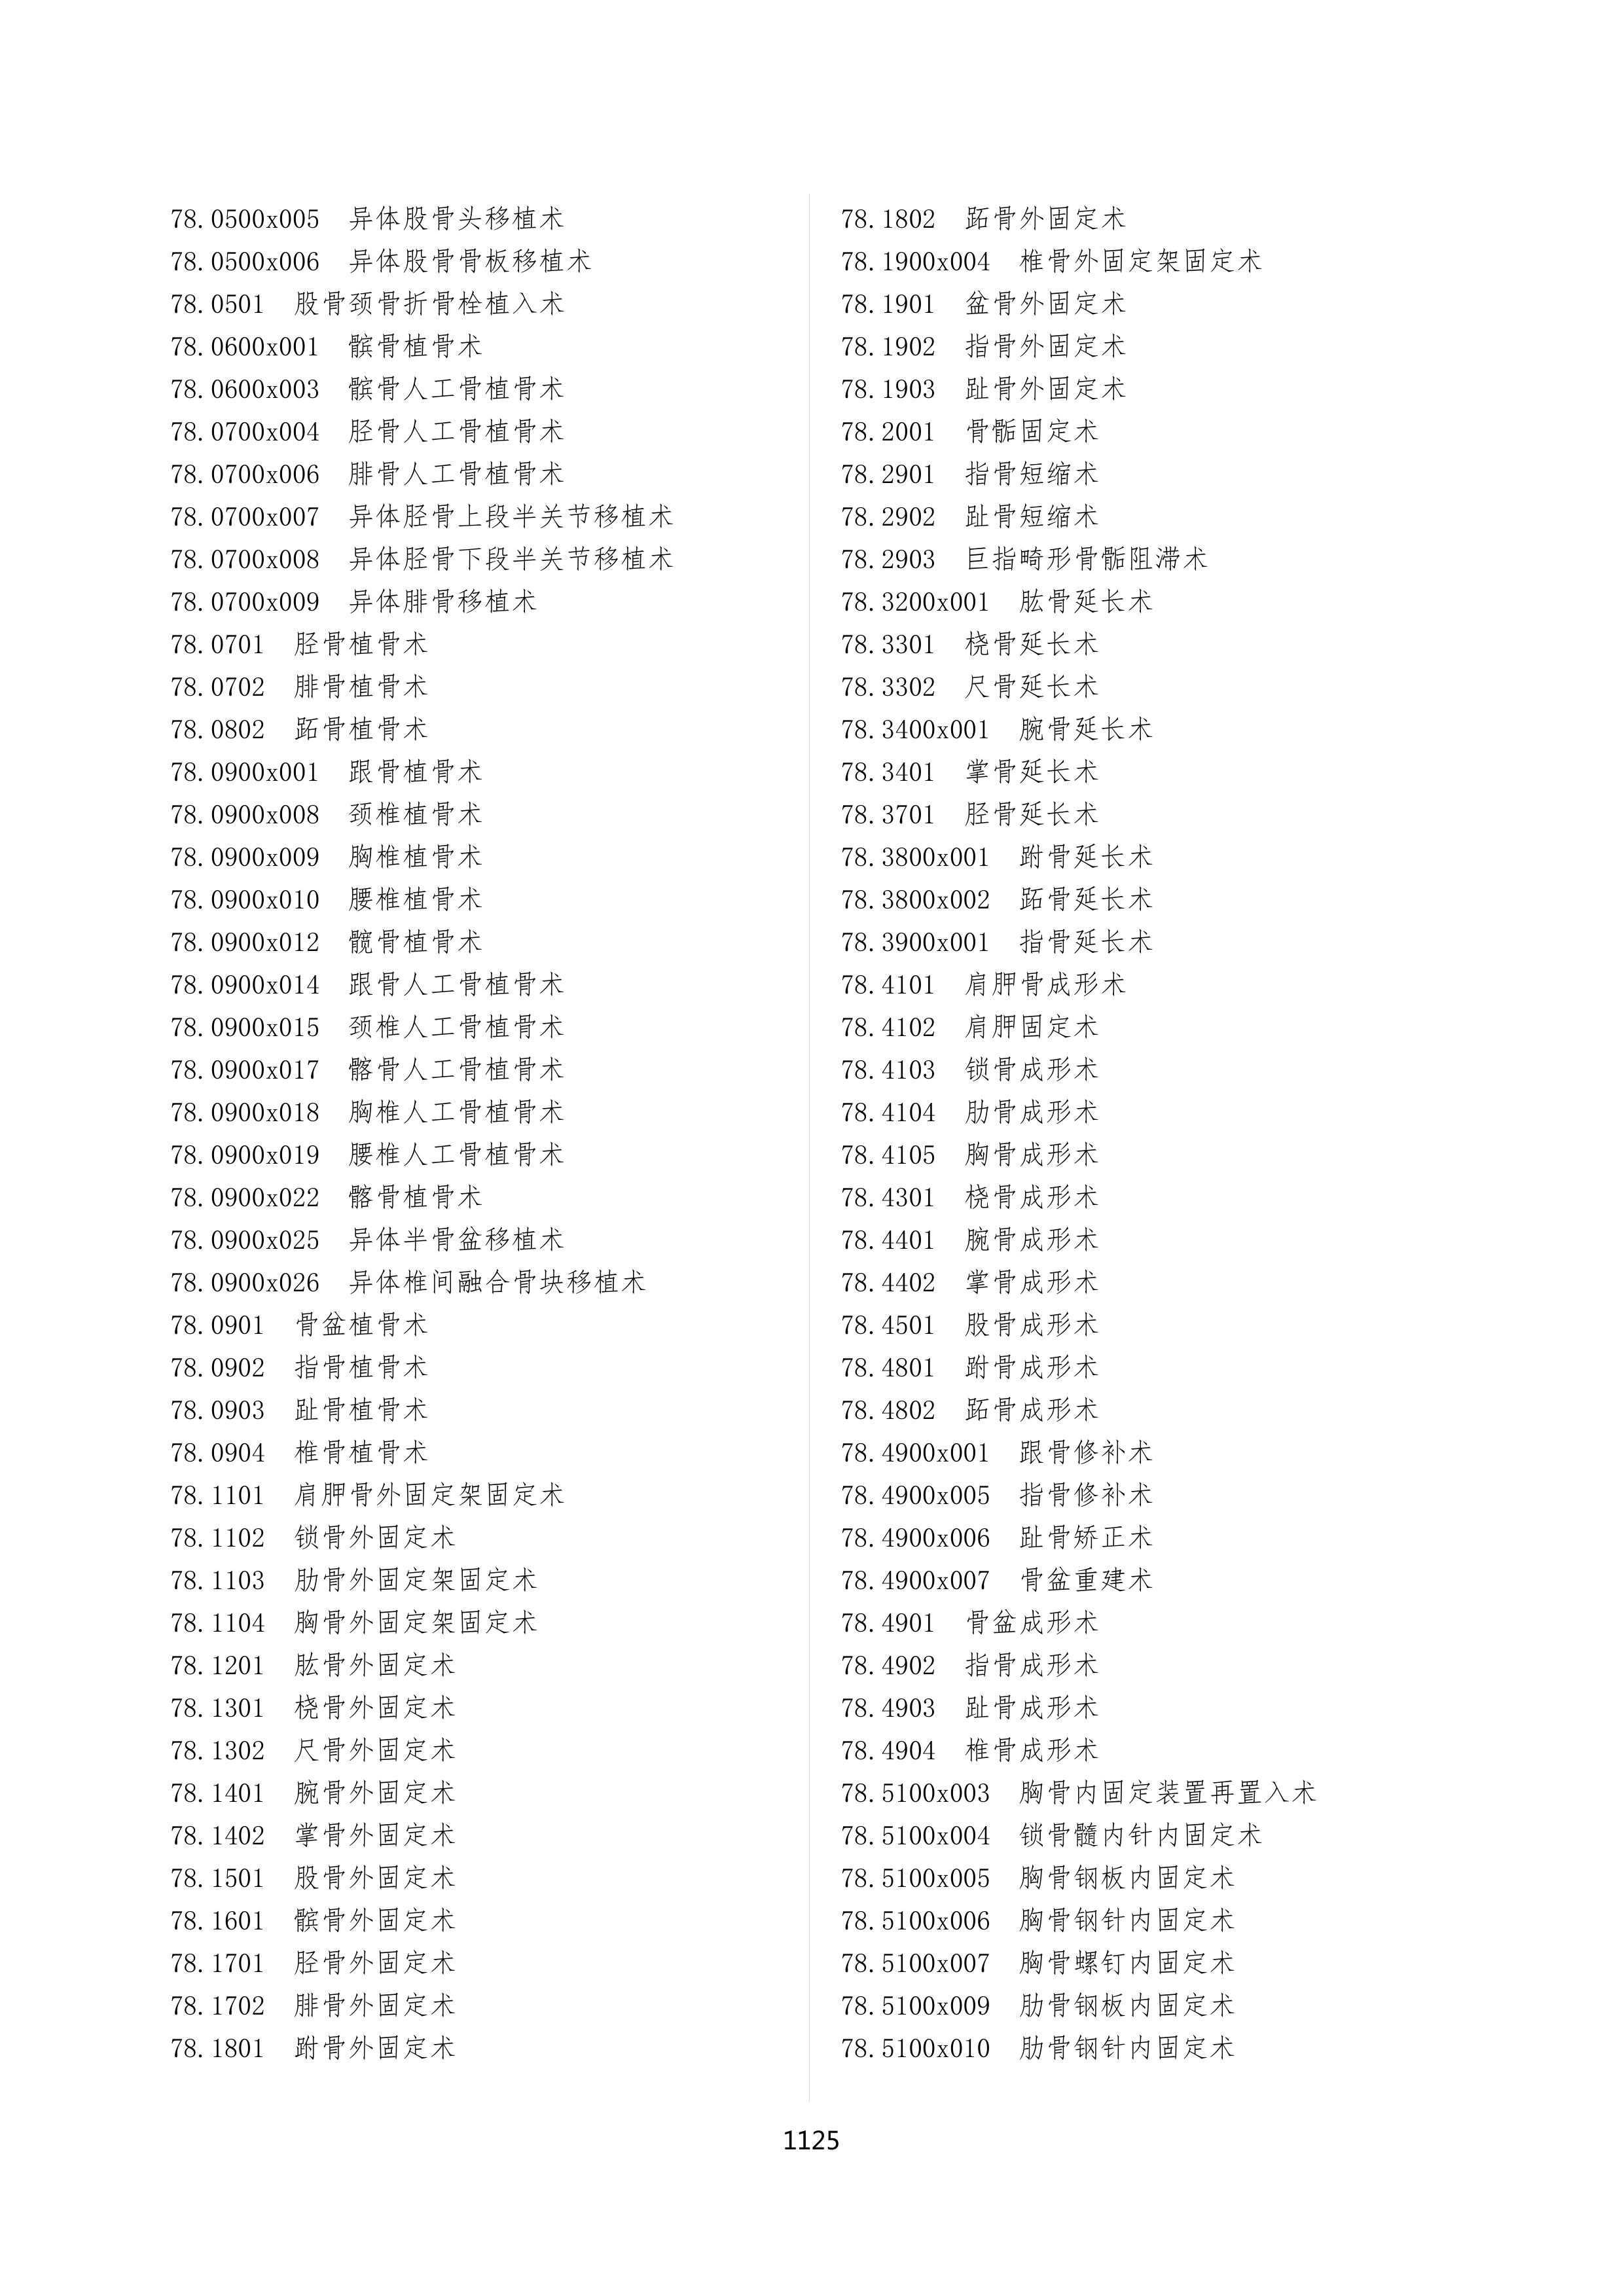 78.0500x005 异体股骨头移植术
78.0500x006 异体股骨骨板移植术
78.0501 股骨颈骨折骨栓植入术
78.0600x001 髌骨植骨术
78.0600x003 髌骨人工骨植骨术
78.0700x004 胫骨人工骨植骨术
78.0700x006 腓骨人工骨植骨术
78.0700x007 异体胫骨上段半关节移植术
78.0700x008 异体胫骨下段半关节移植术
78.0700x009 异体腓骨移植术
78.0701 胫骨植骨术
78.0702 腓骨植骨术
78.0802 跖骨植骨术
78.0900x001 跟骨植骨术
78.0900x008 颈椎植骨术
78.0900x009 胸椎植骨术
78.0900x010 腰椎植骨术
78.0900x012 髋骨植骨术
78.0900x014 跟骨人工骨植骨术
78.0900x015 颈椎人工骨植骨术
78.0900x017 髂骨人工骨植骨术
78.0900x018 胸椎人工骨植骨术
78.0900x019 腰椎人工骨植骨术
78.0900x022 髂骨植骨术
78.0900x025 异体半骨盆移植术
78.0900x026 异体椎间融合骨块移植术
78.0901 骨盆植骨术
78.0902 指骨植骨术
78.0903 趾骨植骨术
78.0904 椎骨植骨术
78.1101 肩胛骨外固定架固定术
78.1102 锁骨外固定术
78.1103 肋骨外固定架固定术
78.1104 胸骨外固定架固定术
78.1201 肱骨外固定术
78.1301 桡骨外固定术
78.1302 尺骨外固定术
78.1401 腕骨外固定术
78.1402 掌骨外固定术
78.1501 股骨外固定术
78.1601 髌骨外固定术
78.1701 胫骨外固定术
78.1702 腓骨外固定术
78.1801 跗骨外固定术
78.1802 跖骨外固定术
78.1900x004 椎骨外固定架固定术
78.1901 盆骨外固定术
78.1902 指骨外固定术
78.1903 趾骨外固定术
78.2001 骨骺固定术
78.2901 指骨短缩术
78.2902 趾骨短缩术
78.2903 巨指畸形骨骺阻滞术
78.3200x001 肱骨延长术
78.3301 桡骨延长术
78.3302 尺骨延长术
78.3400x001 腕骨延长术
78.3401 掌骨延长术
78.3701 胫骨延长术
78.3800x001 跗骨延长术
78.3800x002 跖骨延长术
78.3900x001 指骨延长术
78.4101 肩胛骨成形术
78.4102 肩胛固定术
78.4103 锁骨成形术
78.4104 肋骨成形术
78.4105 胸骨成形术
78.4301 桡骨成形术
78.4401 腕骨成形术
78.4402 掌骨成形术
78.4501 股骨成形术
78.4801 跗骨成形术
78.4802 跖骨成形术
78.4900x001 跟骨修补术
78.4900x005 指骨修补术
78.4900x006 趾骨矫正术
78.4900x007 骨盆重建术
78.4901 骨盆成形术
78.4902 指骨成形术
78.4903 趾骨成形术
78.4904 椎骨成形术
78.5100x003 胸骨内固定装置再置入术
78.5100x004 锁骨髓内针内固定术
78.5100x005 胸骨钢板内固定术
78.5100x006 胸骨钢针内固定术
78.5100x007 胸骨螺钉内固定术
78.5100x009 肋骨钢板内固定术
78.5100x010 肋骨钢针内固定术
1125